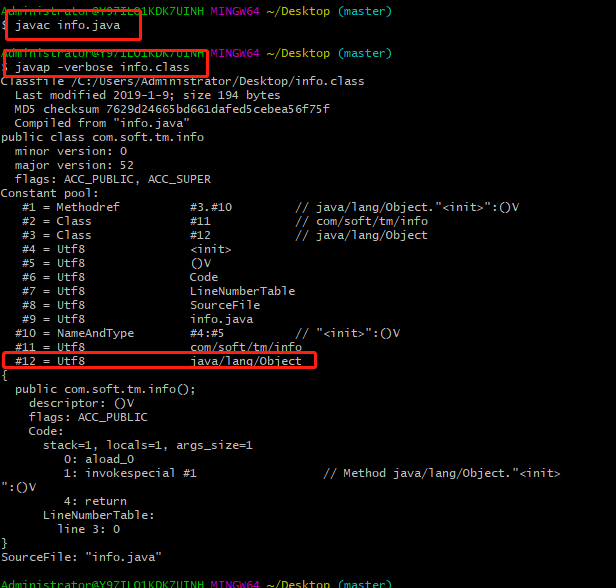 Administrator@Y97ILO1KDK7UINH MINGW64 ~/Desktop (master)
$ javac info.java
Administrator@Y97ILO1KDK7UINH MINGW64 ~/Desktop (master)
$ javap -verbose info.class
Classfile /C:/Users/Administrator/Desktop/info.class
  Last modified 2019-1-9; size 194 bytes
  MD5 checksum 7629d24665bd661dafed5cebea56f75f
  Compiled from "info.java"
public class com.soft.tm.info
  minor version: 0
  major version: 52
  flags: ACC_PUBLIC, ACC_SUPER
Constant pool:
   #1 = Methodref          #3.#10         // java/lang/Object."<init>":()V
   #2 = Class              #11            // com/soft/tm/info
   #3 = Class              #12            // java/lang/Object
   #4 = Utf8               <init>
   #5 = Utf8               ()V
   #6 = Utf8               Code
   #7 = Utf8               LineNumberTable
   #8 = Utf8               SourceFile
   #9 = Utf8               info.java
  #10 = NameAndType        #4:#5          // "<init>":()V
  #11 = Utf8               com/soft/tm/info
  #12 = Utf8               java/lang/Object
{
  public com.soft.tm.info();
    descriptor: ()V
    flags: ACC_PUBLIC
    Code:
      stack=1, locals=1, args_size=1
         0: aload_0
         1: invokespecial #1                  // Method java/lang/Object."<init>
":()V
         4: return
      LineNumberTable:
        line 3: 0
}
SourceFile: "info.java"
Administrator@Y97ILO1KDK7UINH MINGW64 ~/Desktop (master)